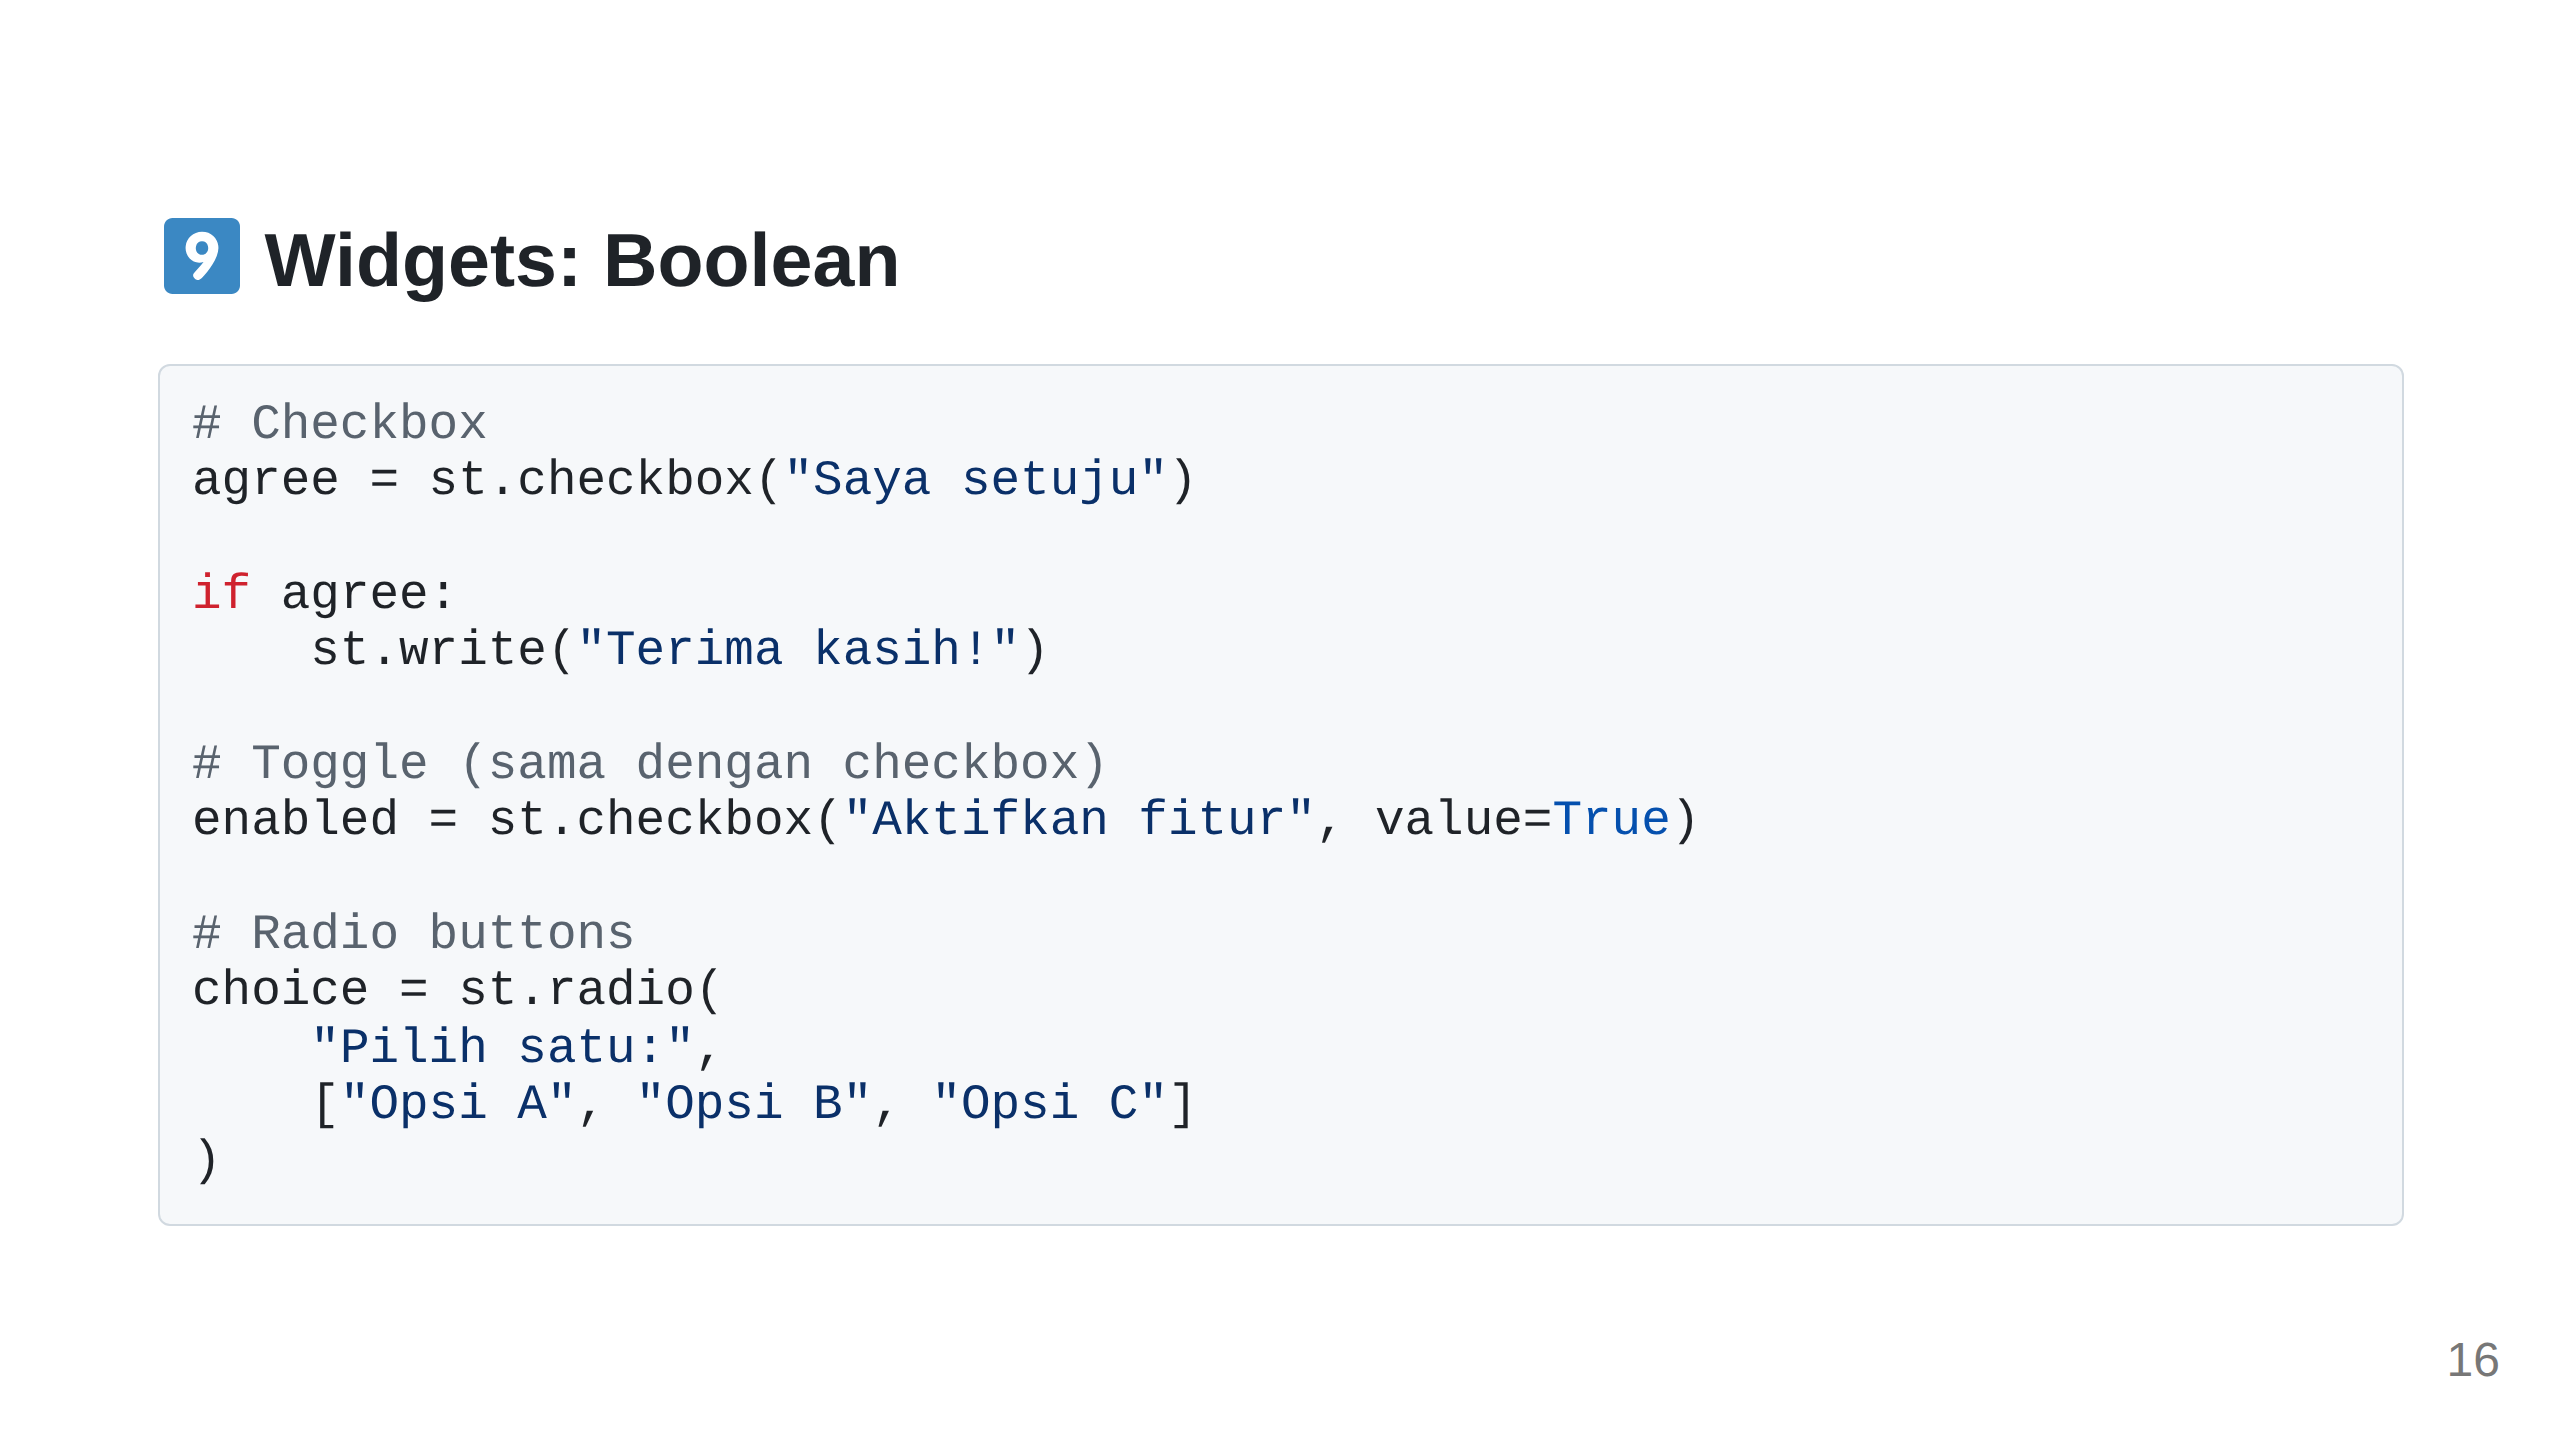 9 Widgets: Boolean
# Checkbox
agree = st.checkbox("Saya setuju")
if agree:
    st.write("Terima kasih!")
# Toggle (sama dengan checkbox)
enabled = st.checkbox("Aktifkan fitur", value=True)
# Radio buttons
choice = st.radio(
    "Pilih satu:",
    ["Opsi A", "Opsi B", "Opsi C"]
)
16